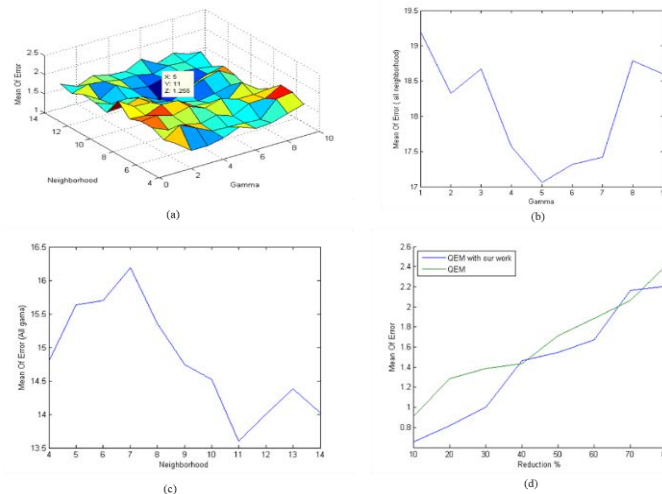 2.5
2
1.5
1
14
12
10
8
6
4
0
2
4
6
8
10
Mean Of Error
Neighborhood
Gamma
X: 5
Y: 11
Z: 1.255
(a)
19.5
19
18.5
18
17.5
17
1 2 3 4 5 6 7 8
Mean Of Error ( all neighborhood)
Gamma
(b)
16.5
16
15.5
15
14.5
14
13.5
4 5 6 7 8 9 10 11 12 13 14
Mean Of Error (All gama)
Neighborhood
(c)
2.6
2.4
2.2
2
1.8
1.6
1.4
1.2
1
0.8
10 20 30 40 50 60 70
QEM with our work
QEM
Mean Of Error
Reduction %
(d)